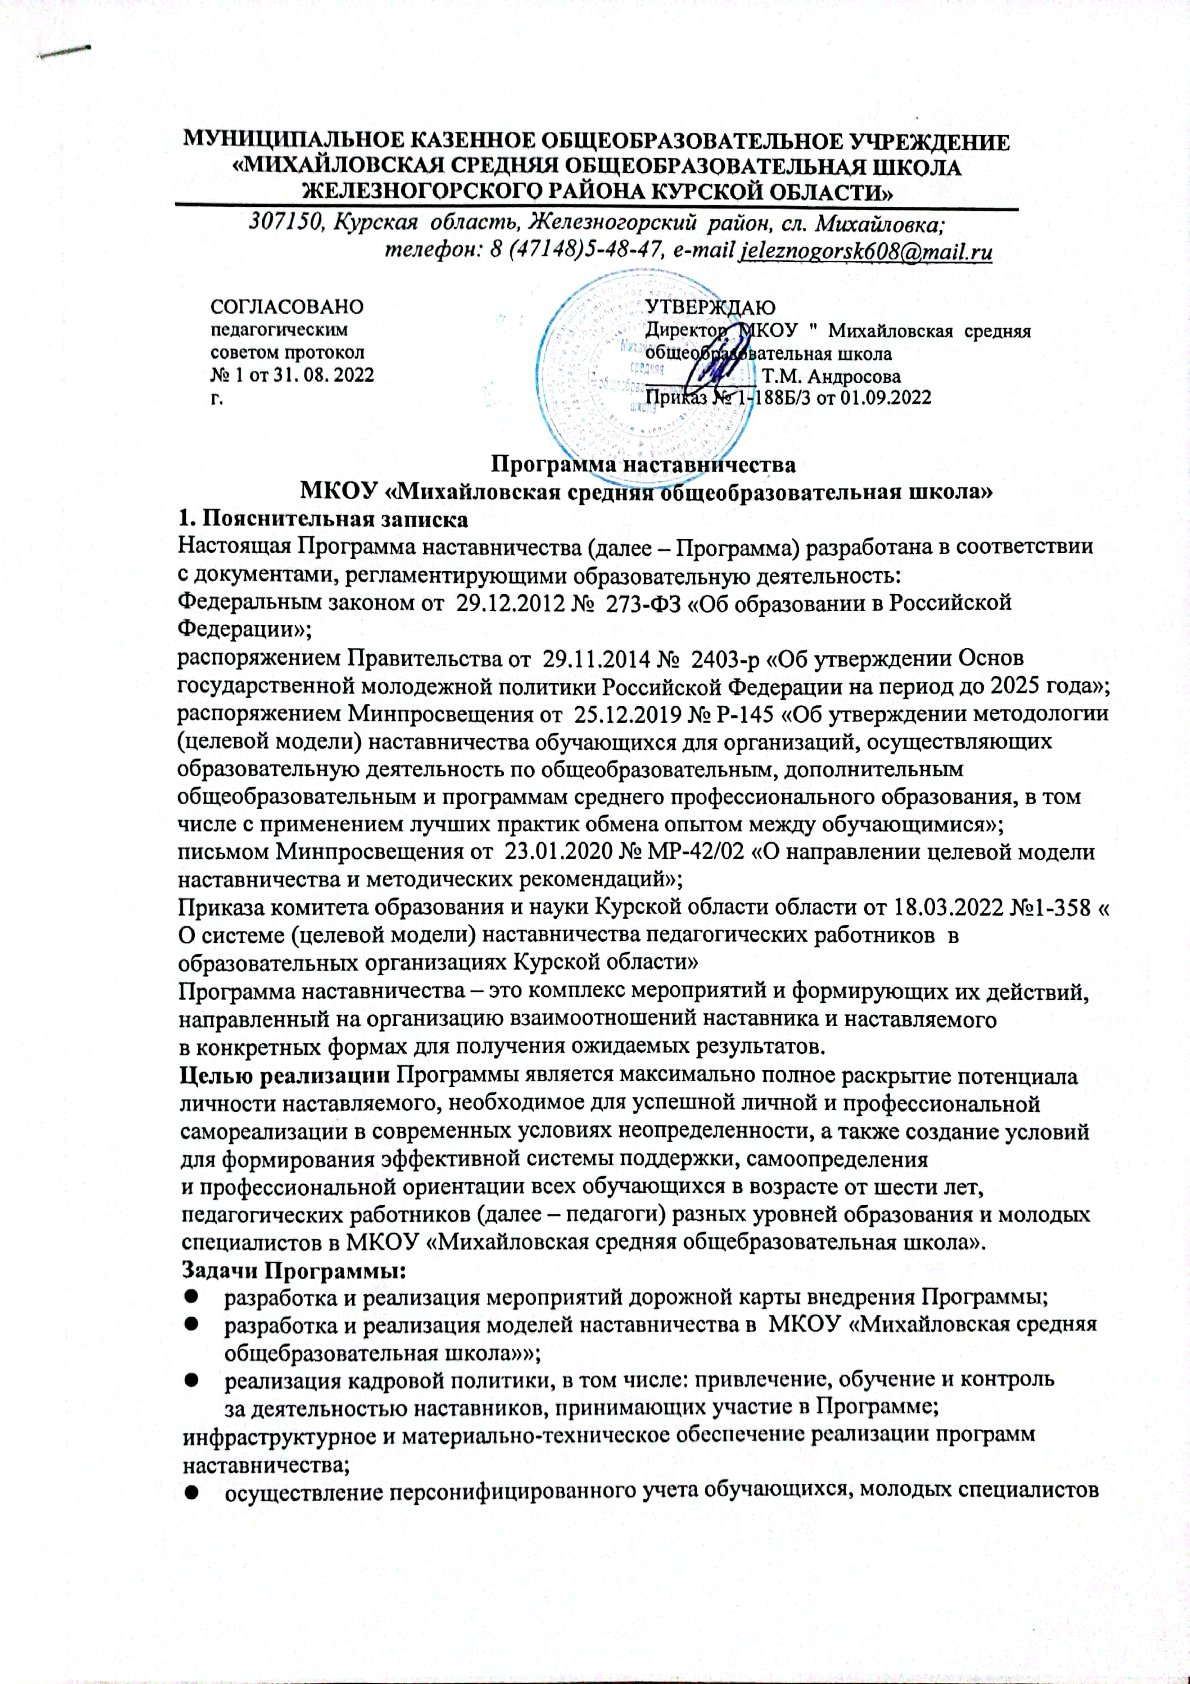 МУНИЦИПАЛЬНОЕ КАЗЕННОЕ ОБЩЕОБРАЗОВАТЕЛЬНОЕ УЧРЕЖДЕНИЕ
«МИХАЙЛОВСКАЯ СРЕДНЯЯ ОБЩЕОБРАЗОВАТЕЛЬНАЯ ШКОЛА
ЖЕЛЕЗНОГОРСКОГО РАЙОНА КУРСКОЙ ОБЛАСТИ»
307150, Курская область, Железногорский район, сл. Михайловка;
телефон: 8 (47148)5-48-47, e-mail jeleznogorsk608@mail.ru
СОГЛАСОВАНО
педагогическим
советом протокол
№ 1 от 31. 08. 2022
г.
УТВЕРЖДАЮ
Директор МКОУ " Михайловская средняя
общеобразовательная школа
Т.М. Андросова
Приказ № 1-188Б/3 от 01.09.2022
Программа наставничества
МКОУ «Михайловская средняя общеобразовательная школа»
1. Пояснительная записка
Настоящая Программа наставничества (далее – Программа) разработана в соответствии
с документами, регламентирующими образовательную деятельность:
Федеральным законом от 29.12.2012 № 273-ФЗ «Об образовании в Российской
Федерации»;
распоряжением Правительства от 29.11.2014 № 2403-р «Об утверждении Основ
государственной молодежной политики Российской Федерации на период до 2025 года»;
распоряжением Минпросвещения от 25.12.2019 № Р-145 «Об утверждении методологии
(целевой модели) наставничества обучающихся для организаций, осуществляющих
образовательную деятельность по общеобразовательным, дополнительным
общеобразовательным и программам среднего профессионального образования, в том
числе с применением лучших практик обмена опытом между обучающимися»;
письмом Минпросвещения от 23.01.2020 № МР-42/02 «О направлении целевой модели
наставничества и методических рекомендаций»;
Приказа комитета образования и науки Курской области области от 18.03.2022 №1-358 «
О системе (целевой модели) наставничества педагогических работников в
образовательных организациях Курской области»
Программа наставничества – это комплекс мероприятий и формирующих их действий,
направленный на организацию взаимоотношений наставника и наставляемого
в конкретных формах для получения ожидаемых результатов.
Целью реализации Программы является максимально полное раскрытие потенциала
личности наставляемого, необходимое для успешной личной и профессиональной
самореализации в современных условиях неопределенности, а также создание условий
для формирования эффективной системы поддержки, самоопределения
и профессиональной ориентации всех обучающихся в возрасте от шести лет,
педагогических работников (далее – педагоги) разных уровней образования и молодых
специалистов в МКОУ «Михайловская средняя общебразовательная школа».
Задачи Программы:
● разработка и реализация мероприятий дорожной карты внедрения Программы;
● разработка и реализация моделей наставничества в МКОУ «Михайловская средняя
общебразовательная школа»»;
● реализация кадровой политики, в том числе: привлечение, обучение и контроль
за деятельностью наставников, принимающих участие в Программе;
инфраструктурное и материально-техническое обеспечение реализации программ
наставничества;
● осуществление персонифицированного учета обучающихся, молодых специалистов